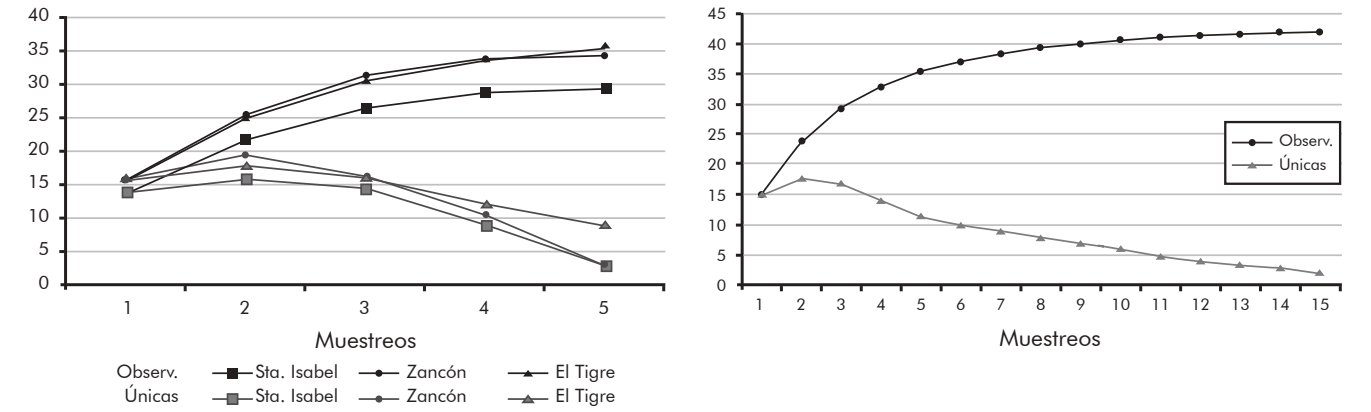 40
35
30
25
20
15
10
5
0
1 2 3 4 5
Muestreos
Observ. Sta. Isabel Zancón El Tigre
Únicas Sta. Isabel Zancón El Tigre
45
40
35
30
25
20
15
10
5
0
Observ.
Únicas
1 2 3 4 5 6 7 8 9 10 11 12 13 14 15
Muestreos